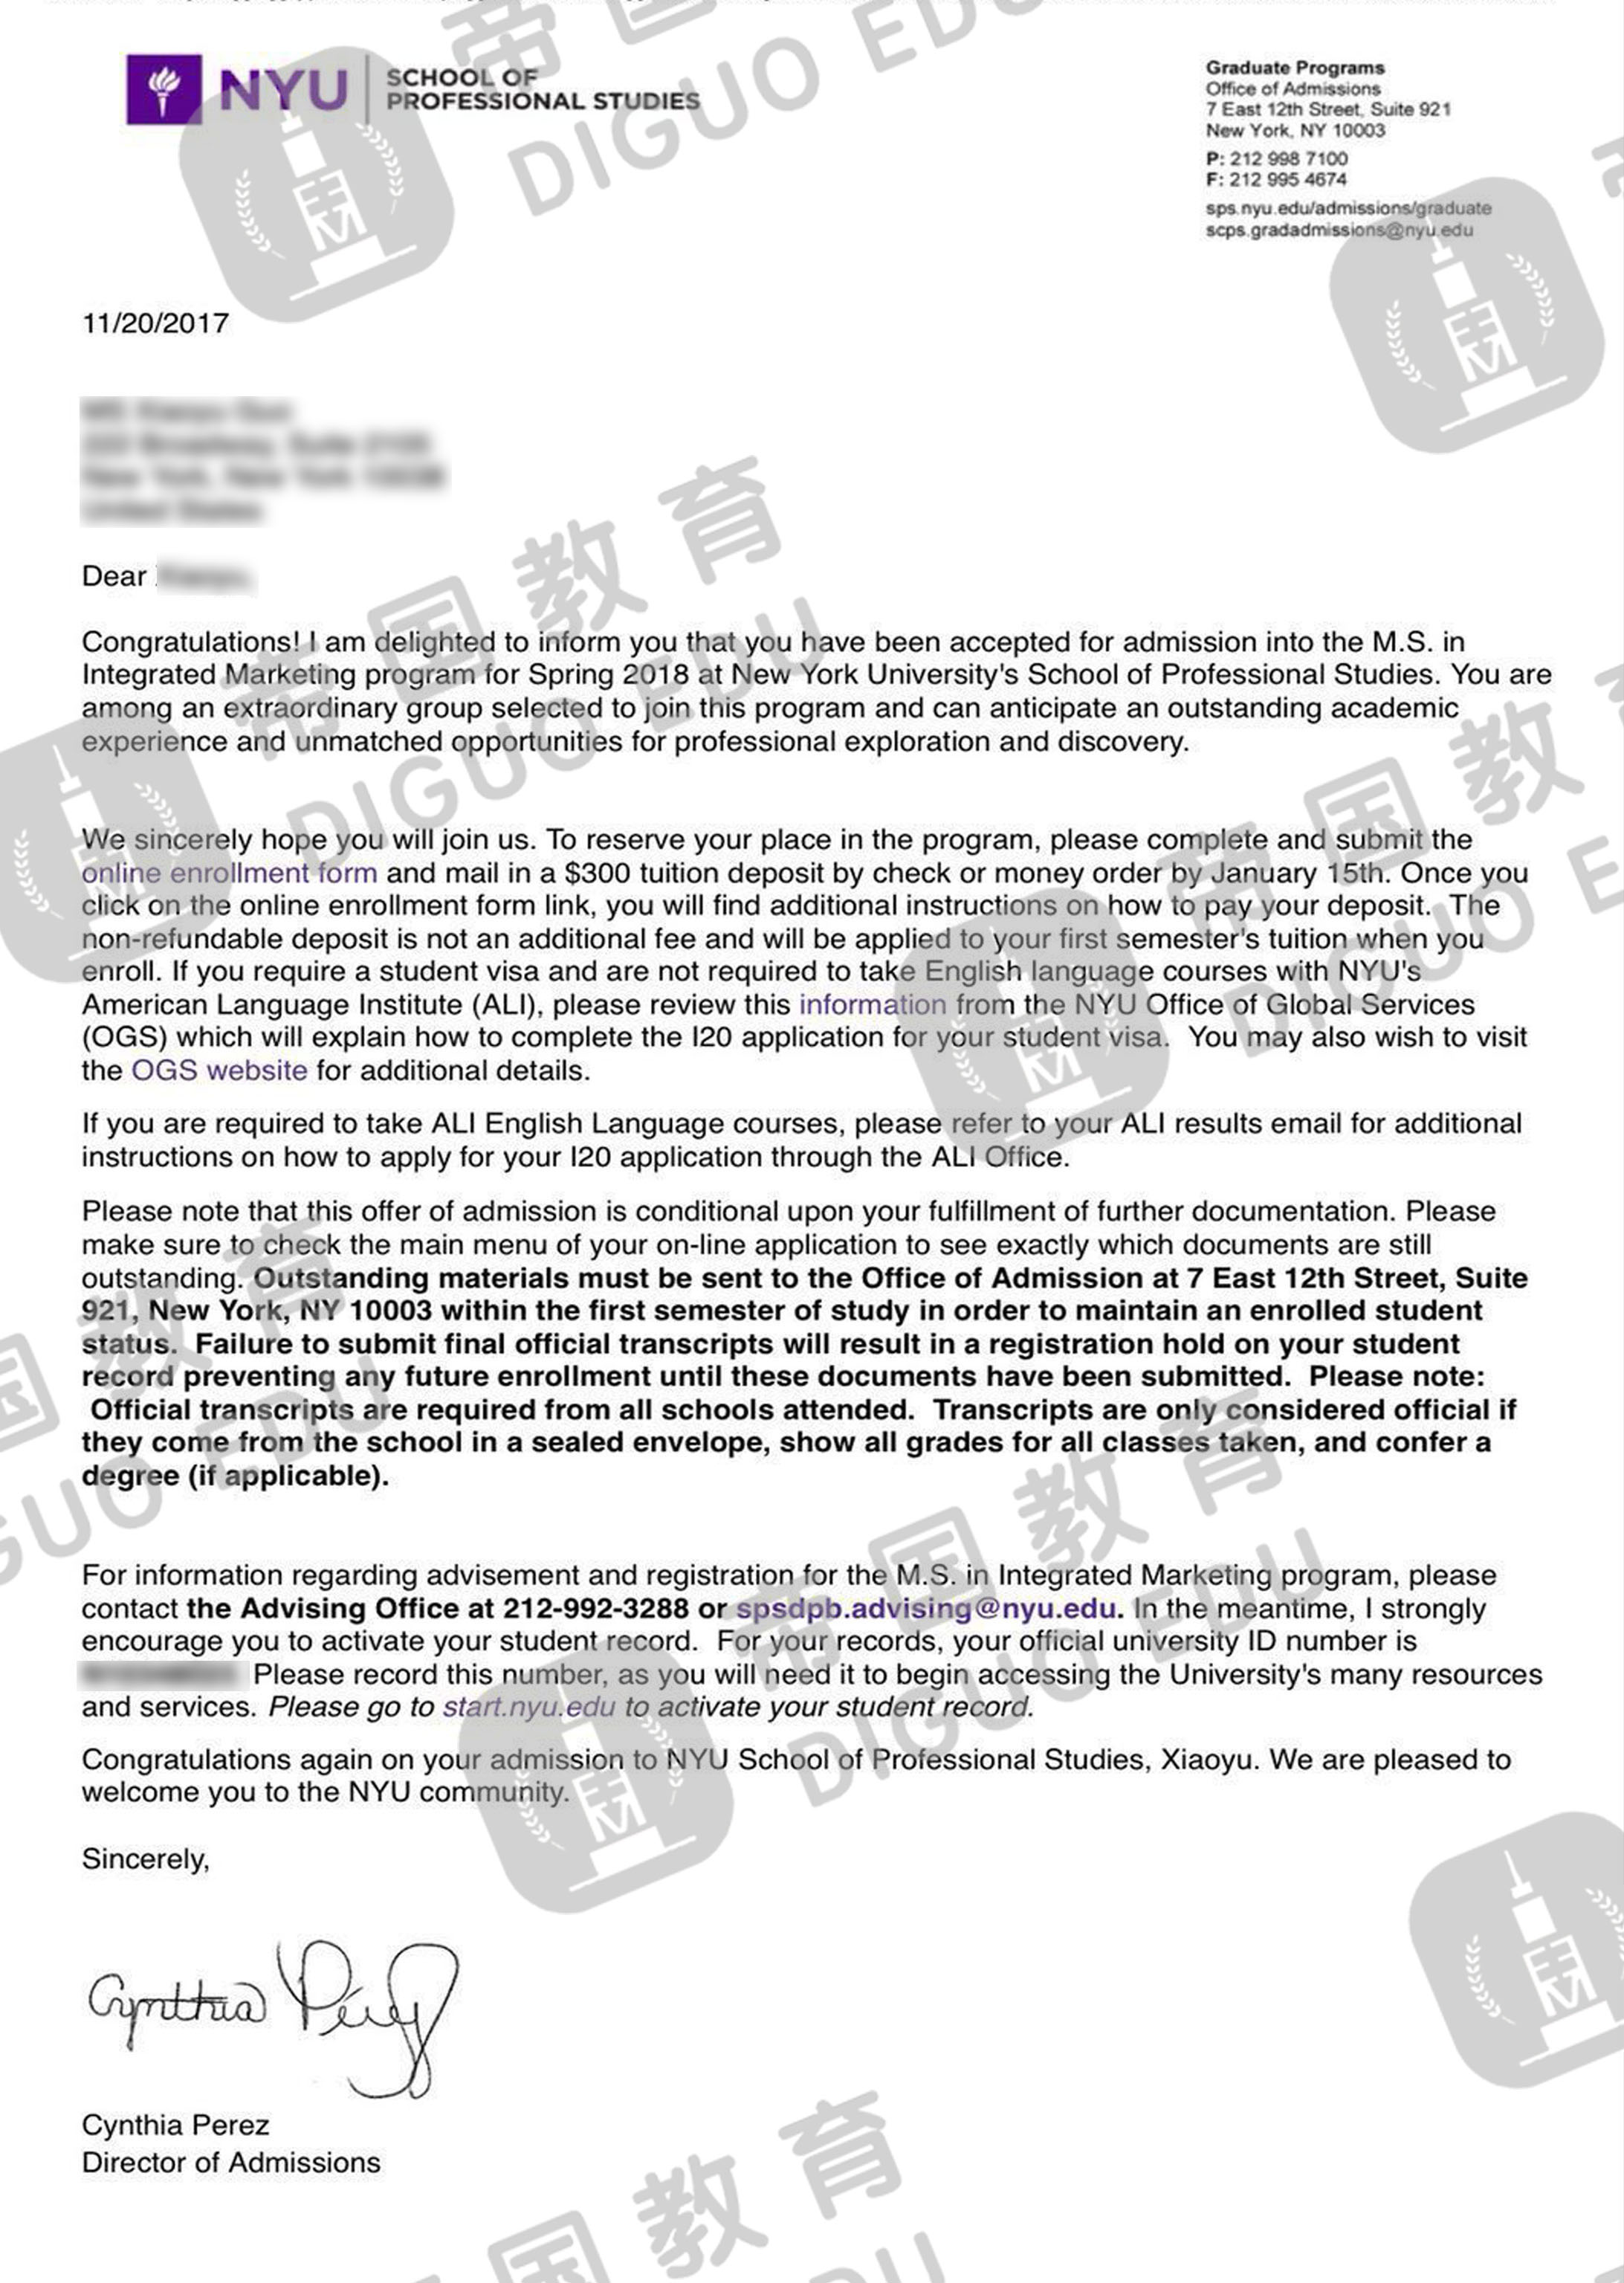 NYU
SCHOOL OF
PROFESSIONAL STUDIES
Graduate Programs
Office of Admissions
7 East 12th Street, Suite 921
New York, NY 10003
P: 212 998 7100
F: 212 995 4674
sps.nyu.edu/admissions/graduate
scps.gradadmissions@nyu.edu
11/20/2017
Dear
Congratulations! I am delighted to inform you that you have been accepted for admission into the M.S. in
Integrated Marketing program for Spring 2018 at New York University's School of Professional Studies. You are
among an extraordinary group selected to join this program and can anticipate an outstanding academic
experience and unmatched opportunities for professional exploration and discovery.
We sincerely hope you will join us. To reserve your place in the program, please complete and submit the
online enrollment form and mail in a $300 tuition deposit by check or money order by January 15th. Once you
click on the online enrollment form link, you will find additional instructions on how to pay your deposit. The
non-refundable deposit is not an additional fee and will be applied to your first semester's tuition when you
enroll. If you require a student visa and are not required to take English language courses with NYU's
American Language Institute (ALI), please review this information from the NYU Office of Global Services
(OGS) which will explain how to complete the I20 application for your student visa. You may also wish to visit
the OGS website for additional details.
If you are required to take ALI English Language courses, please refer to your ALI results email for additional
instructions on how to apply for your I20 application through the ALI Office.
Please note that this offer of admission is conditional upon your fulfillment of further documentation. Please
make sure to check the main menu of your on-line application to see exactly which documents are still
outstanding. Outstanding materials must be sent to the Office of Admission at 7 East 12th Street, Suite
921, New York, NY 10003 within the first semester of study in order to maintain an enrolled student
status. Failure to submit final official transcripts will result in a registration hold on your student
record preventing any future enrollment until these documents have been submitted. Please note:
Official transcripts are required from all schools attended. Transcripts are only considered official if
they come from the school in a sealed envelope, show all grades for all classes taken, and confer a
degree (if applicable).
For information regarding advisement and registration for the M.S. in Integrated Marketing program, please
contact the Advising Office at 212-992-3288 or spsdpb.advising@nyu.edu. In the meantime, I strongly
encourage you to activate your student record. For your records, your official university ID number is
Please record this number, as you will need it to begin accessing the University's many resources
and services. Please go to start.nyu.edu to activate your student record.
Congratulations again on your admission to NYU School of Professional Studies, Xiaoyu. We are pleased to
welcome you to the NYU community.
Sincerely,
Cynthia Perez
Cynthia Perez
Director of Admissions
帝国教育
DIGUO EDU